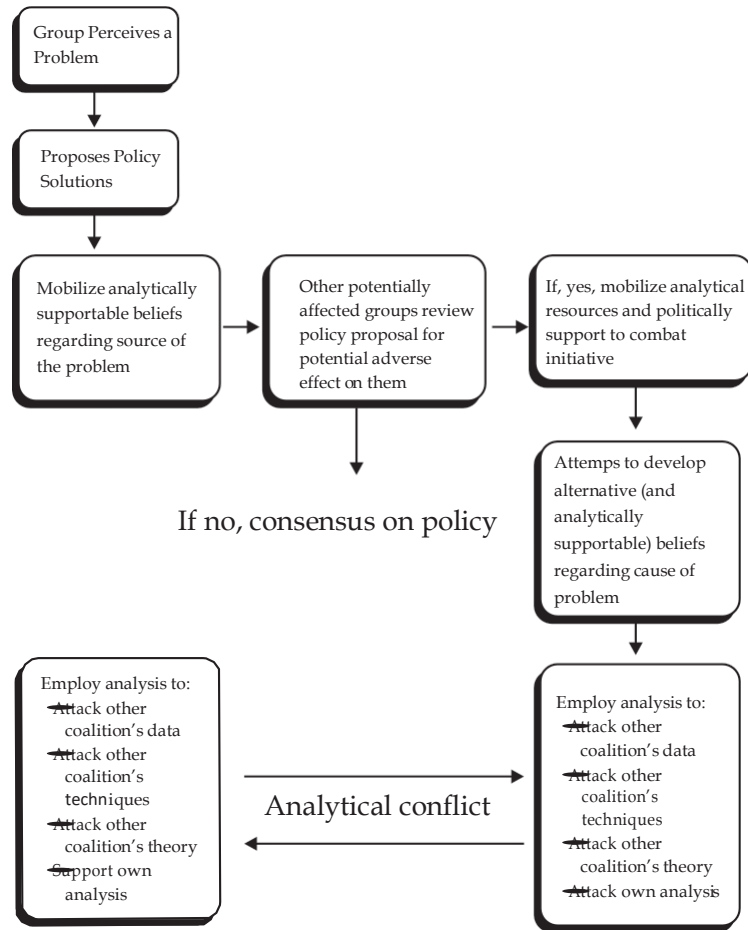 Group Perceives a
Problem
Proposes Policy
Solutions
Mobilize analytically
supportable beliefs
regarding source of
the problem
Other potentially
affected groups review
policy proposal for
potential adverse
effect on them
If, yes, mobilize analytical
resources and politically
support to combat
initiative
If no, consensus on policy
Attemps to develop
alternative (and
analytically
supportable) beliefs
regarding cause of
problem
Employ analysis to:
Attack other
coalition’s data
Attack other
coalition’s
techniques
Attack other
coalition’s theory
Support own
analysis
Analytical conflict
Employ analysis to:
Attack other
coalition’s data
Attack other
coalition’s
techniques
Attack other
coalition’s theory
Attack own analysis